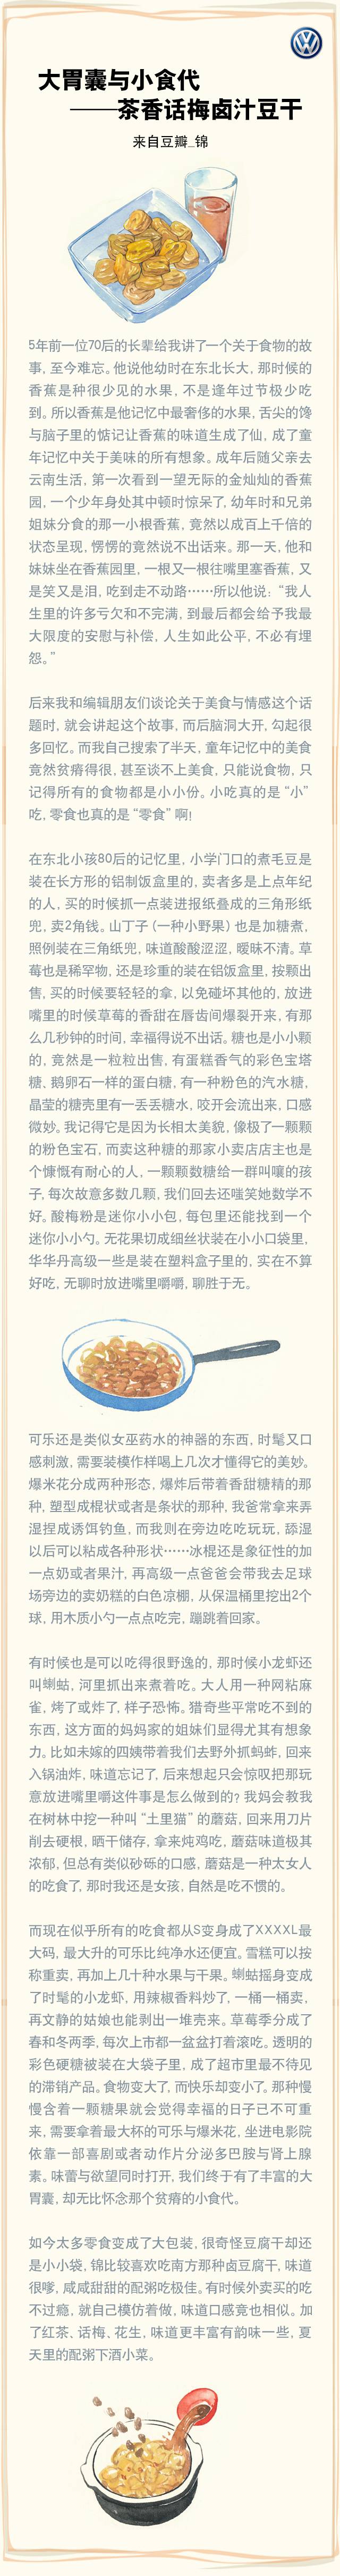 大胃囊与小食代
——茶香话梅卤汁豆干
来自豆瓣_锦
5年前一位70后的长辈给我讲了一个关于食物的故
事，至今难忘。他说他幼时在东北长大，那时候的
香蕉是种很少见的水果，不是逢年过节极少吃
到。所以香蕉是他记忆中最奢侈的水果，舌尖的馋
与脑子里的惦记让香蕉的味道生成了仙，成了童
年记忆中关于美味的所有想象。成年后随父亲去
云南生活，第一次看到一望无际的金灿灿的香蕉
园，一个少年身处其中顿时惊呆了，幼年时和兄弟
姐妹分食的那一小根香蕉，竟然以成百上千倍的
状态呈现，愣愣的竟然说不出话来。那一天，他和
妹妹坐在香蕉园里，一根又一根往嘴里塞香蕉，又
是笑又是泪，吃到走不动路……所以他说：“我人
生里的许多亏欠和不完满，到最后都会给予我最
大限度的安慰与补偿，人生如此公平，不必有埋
怨。”
后来我和编辑朋友们谈论关于美食与情感这个话
题时，就会讲起这个故事，而后脑洞大开，勾起很
多回忆。而我自己搜索了半天，童年记忆中的美食
竟然贫瘠得很，甚至谈不上美食，只能说食物，只
记得所有的食物都是小小份。小吃真的是“小”
吃，零食也真的是“零食”啊！
在东北小孩80后的记忆里，小学门口的煮毛豆是
装在长方形的铝制饭盒里的，卖者多是上点年纪
的人，买的时候抓一点装进报纸叠成的三角形纸
兜，卖2角钱。山丁子（一种小野果）也是加糖煮，
照例装在三角纸兜，味道酸酸涩涩，暧昧不清。草
莓也是稀罕物，还是珍重的装在铝饭盒里，按颗出
售，买的时候要轻轻的拿，以免碰坏其他的，放进
嘴里的时候草莓的香甜在唇齿间爆裂开来，有那
么几秒钟的时间，幸福得说不出话。糖也是小小颗
的，竟然是一粒粒出售，有蛋糕香气的彩色宝塔
糖、鹅卵石一样的蛋白糖，有一种粉色的汽水糖，
晶莹的糖壳里有一丢丢糖水，咬开会流出来，口感
微妙。我记得它是因为长相太美貌，像极了一颗颗
的粉色宝石，而卖这种糖的那家小卖店店主也是
个慷慨有耐心的人，一颗颗数糖给一群叫嚷的孩
子，每次故意多数几颗，我们回去还嗤笑她数学不
好。酸梅粉是迷你小小包，每包里还能找到一个
迷你小小勺。无花果切成细丝状装在小小口袋里，
华华丹高级一些是装在塑料盒子里的，实在不算
好吃，无聊时放进嘴里嚼嚼，聊胜于无。
可乐还是类似女巫药水的神器的东西，时髦又口
感刺激，需要装模作样喝上几次才懂得它的美妙。
爆米花分成两种形态，爆炸后带着香甜糖精的那
种，塑型成棍状或者是条状的那种，我爸常拿来弄
湿捏成诱饵钓鱼，而我则在旁边吃吃玩玩，舔湿
以后可以粘成各种形状……冰棍还是象征性的加
一点奶或者果汁，再高级一点爸爸会带我去足球
场旁边的卖奶糕的白色凉棚，从保温桶里挖出2个
球，用木质小勺一点点吃完，蹦跳着回家。
有时候也是可以吃得很野逸的，那时候小龙虾还
叫蝲蛄，河里抓出来煮着吃。大人用一种网粘麻
雀，烤了或炸了，样子恐怖。猎奇些平常吃不到的
东西，这方面的妈妈家的姐妹们显得尤其有想象
力。比如未嫁的四姨带着我们去野外抓蚂蚱，回来
入锅油炸，味道忘记了，后来想起只会惊叹把那玩
意放进嘴里嚼这件事是怎么做到的？我妈会教我
在树林中挖一种叫“土里猫”的蘑菇，回来用刀片
削去硬根，晒干储存，拿来炖鸡吃，蘑菇味道极其
浓郁，但总有类似砂砾的口感，蘑菇是一种太女人
的吃食了，那时我还是女孩，自然是吃不惯的。
而现在似乎所有的吃食都从S变身成了XXXXL最
大码，最大升的可乐比纯净水还便宜。雪糕可以按
称重卖，再加上几十种水果与干果。蝲蛄摇身变成
了时髦的小龙虾，用辣椒香料炒了，一桶一桶卖，
再文静的姑娘也能剥出一堆壳来。草莓季分成了
春和冬两季，每次上市都一盆盆打着滚吃。透明的
彩色硬糖被装在大袋子里，成了超市里最不待见
的滞销产品。食物变大了，而快乐却变小了。那种慢
慢含着一颗糖果就会觉得幸福的日子已不可重
来，需要拿着最大杯的可乐与爆米花，坐进电影院
依靠一部喜剧或者动作片分泌多巴胺与肾上腺
素。味蕾与欲望同时打开，我们终于有了丰富的大
胃囊，却无比怀念那个贫瘠的小食代。
如今太多零食变成了大包装，很奇怪豆腐干却还
是小小袋，锦比较喜欢吃南方那种卤豆腐干，味道
很嗲，咸咸甜甜的配粥吃极佳。有时候外卖买的吃
不过瘾，就自己模仿着做，味道口感竟也相似。加
了红茶、话梅、花生，味道更丰富有韵味一些，夏
天里的配粥下酒小菜。